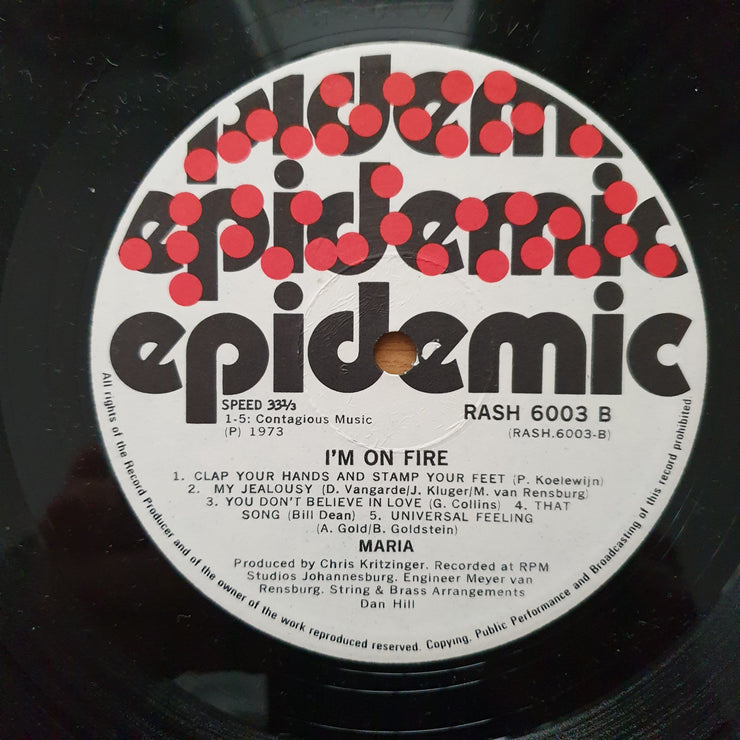 epidemic
epidemic
epidemic
SPEED 33⅓
1-5: Contagious Music
(P) 1973
RASH 6003 B
(RASH.6003-B)
I'M ON FIRE
1. CLAP YOUR HANDS AND STAMP YOUR FEET (P. Koelewijn)
2. MY JEALOUSY (D. Vangarde/J. Kluger/M. van Rensburg)
3. YOU DON'T BELIEVE IN LOVE (G. Collins) 4. THAT
SONG (Bill Dean) 5. UNIVERSAL FEELING
(A. Gold/B. Goldstein)
MARIA
Produced by Chris Kritzinger. Recorded at RPM
Studios Johannesburg. Engineer Meyer van
Rensburg. String & Brass Arrangements
Dan Hill
All rights of the Record Producer and of the owner of the work reproduced reserved. Copying, Public Performance and Broadcasting of this record prohibited.